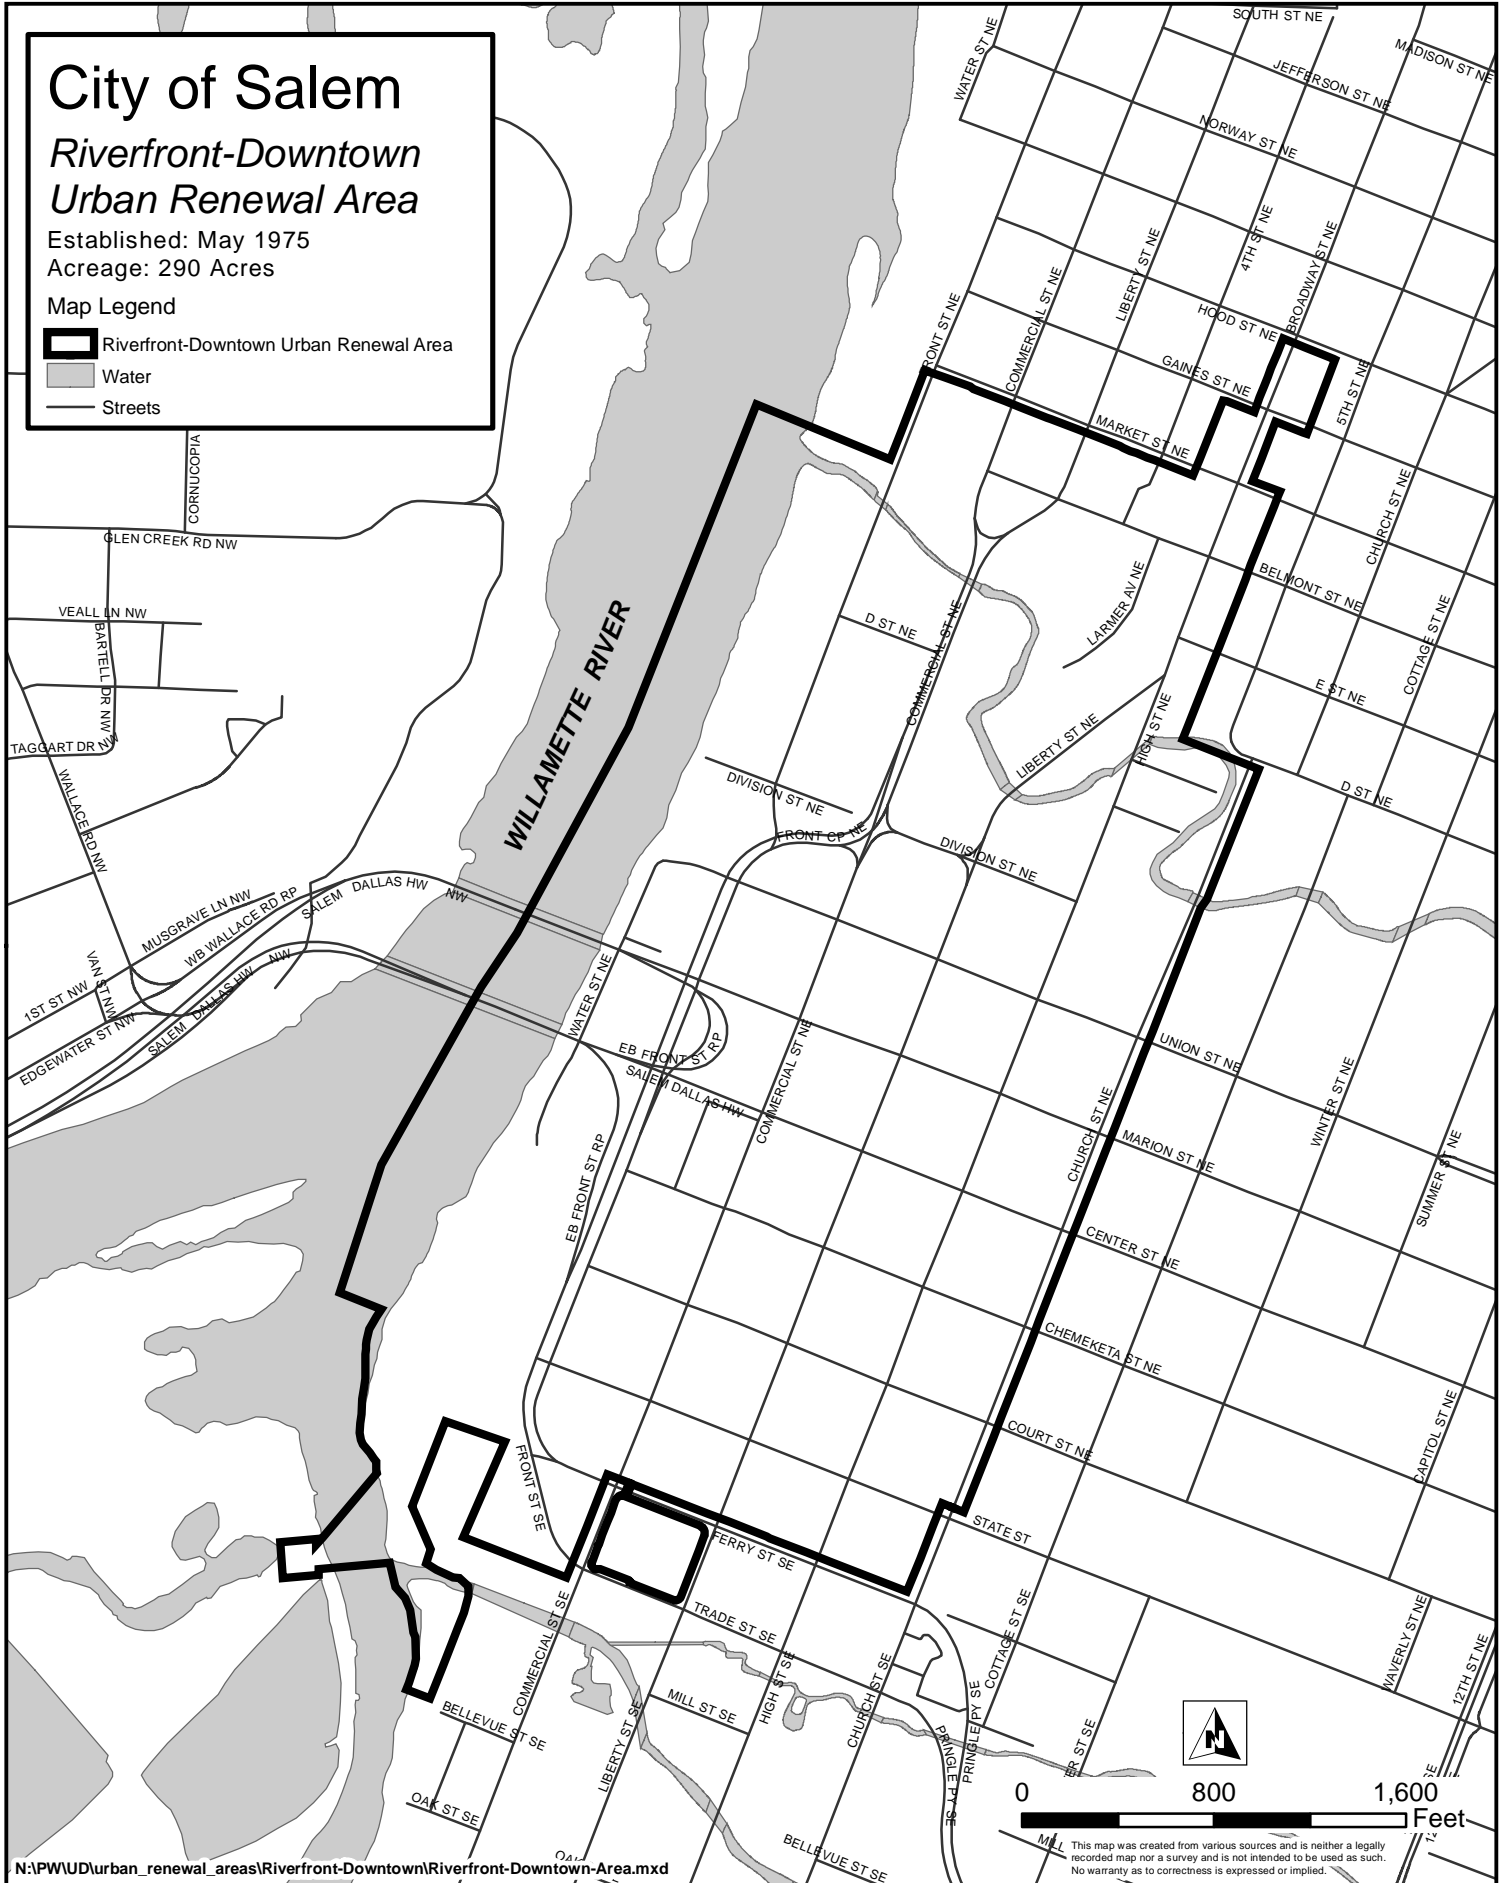 City of Salem
Riverfront-Downtown
Urban Renewal Area
Established: May 1975
Acreage: 290 Acres
Map Legend
Riverfront-Downtown Urban Renewal Area
Water
Streets
SOUTH ST NE
MADISON ST NE
WATER ST NE
JEFFERSON ST NE
NORWAY ST NE
4TH ST NE
BROADWAY ST NE
LIBERTY ST NE
COMMERCIAL ST NE
HOOD ST NE
RONT ST NE
GAINES ST NE
5TH ST NE
MARKET ST NE
CORNUCOPIA
CHURCH ST NE
GLEN CREEK RD NW
BELMONT ST NE
VEALL LN NW
BARTELL DR NW
WILLAMETTE RIVER
D ST NE
COMMERCIAL ST NE
LARMER AV NE
COTTAGE ST NE
E ST NE
TAGGART DR NW
HIGH ST NE
LIBERTY ST NE
WALLACE RD NW
DIVISION ST NE
D ST NE
FRONT CP NE
DIVISION ST NE
SALEM DALLAS HW NW
MUSGRAVE LN NW
WB WALLACE RD RP
VAN ST NW
1ST ST NW
SALEM DALLAS HW NW
EDGEWATER ST NW
WATER ST NE
EB FRONT ST RP
SALEM DALLAS HW
COMMERCIAL ST NE
UNION ST NE
WINTER ST NE
CHURCH ST NE
MARION ST NE
SUMMER ST NE
EB FRONT ST RP
CENTER ST NE
CHEMEKETA ST NE
COURT ST NE
CAPITOL ST NE
FRONT ST SE
STATE ST
FERRY ST SE
TRADE ST SE
COMMERCIAL ST SE
COTTAGE ST SE
WAVERLY ST NE
12TH ST NE
BELLEVUE ST SE
LIBERTY ST SE
MILL ST SE
HIGH ST SE
CHURCH ST SE
PRINGLE PY SE
PRINGLE PY SE
ER ST SE
N
OAK ST SE
OAK
BELLEVUE ST SE
MILL
SE
12
0 800 1,600
Feet
This map was created from various sources and is neither a legally
recorded map nor a survey and is not intended to be used as such.
No warranty as to correctness is expressed or implied.
N:\PW\UD\urban_renewal_areas\Riverfront-Downtown\Riverfront-Downtown-Area.mxd